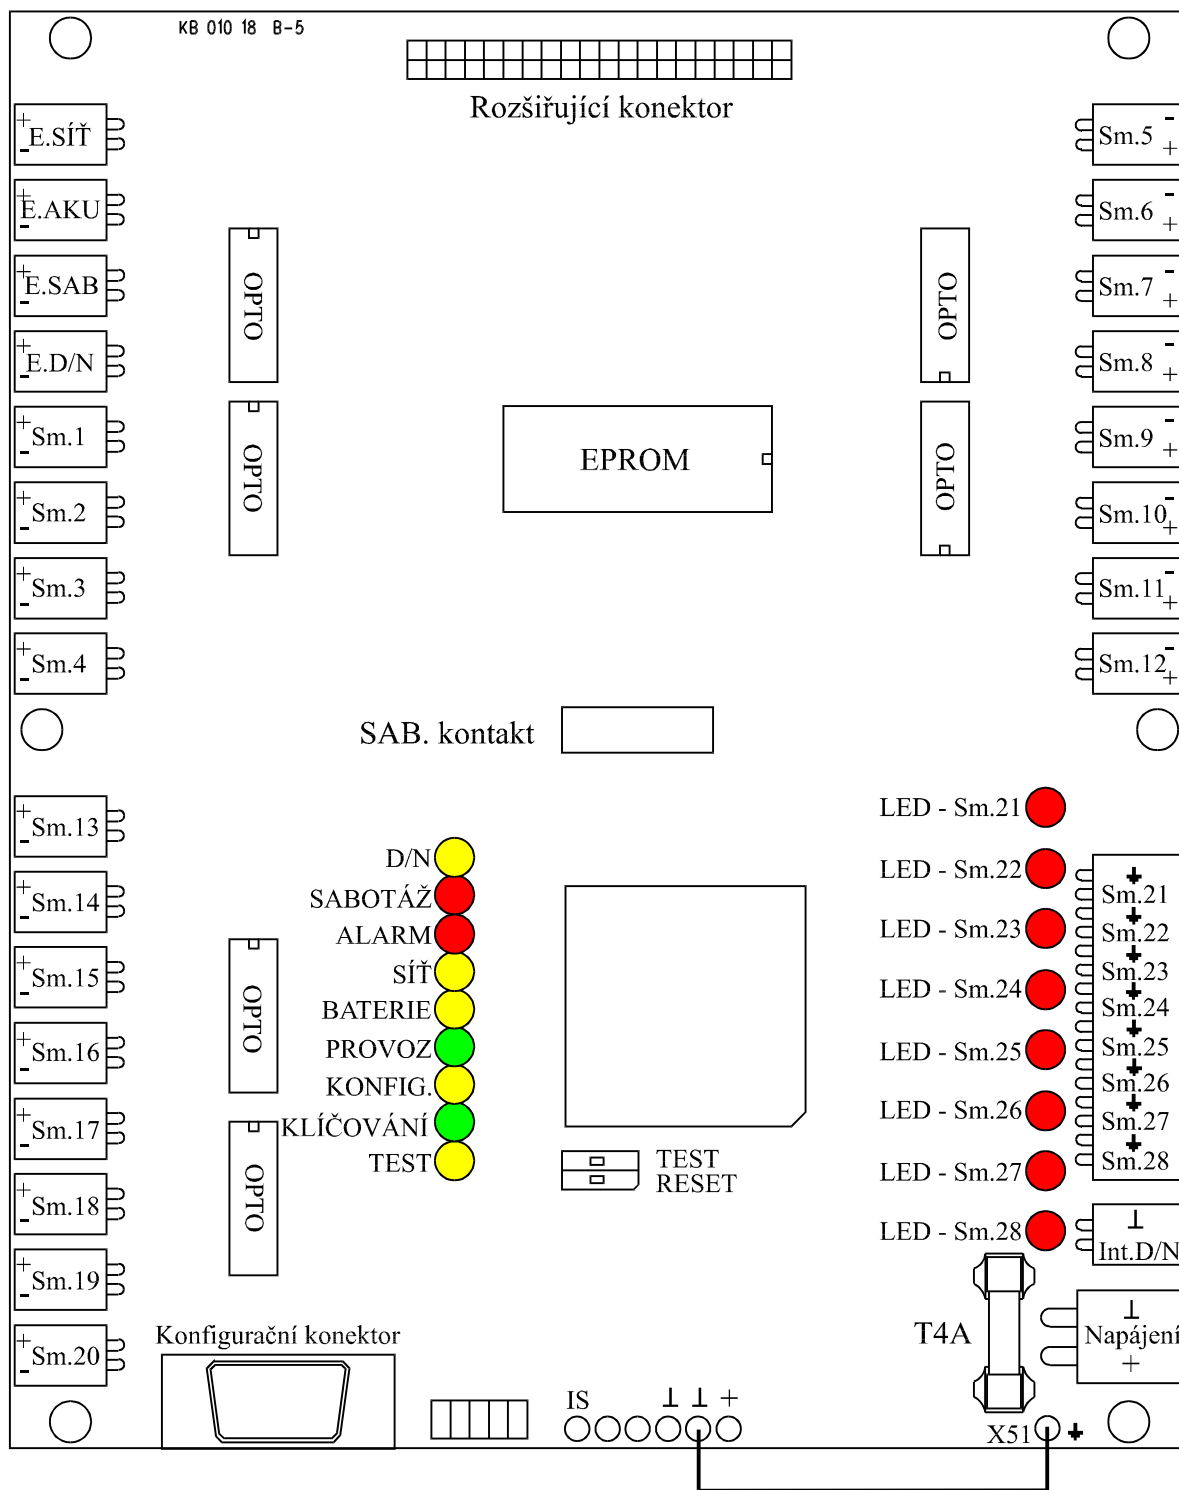 KB 010 18 B-5
Rozšiřující konektor
+ E.SÍŤ -
+ E.AKU -
+ E.SAB -
+ E.D/N -
+ Sm.1 -
+ Sm.2 -
+ Sm.3 -
+ Sm.4 -
OPTO
OPTO
EPROM
OPTO
OPTO
Sm.5 - +
Sm.6 - +
Sm.7 - +
Sm.8 - +
Sm.9 - +
Sm.10 - +
Sm.11 - +
Sm.12 - +
SAB. kontakt
+ Sm.13 -
+ Sm.14 -
+ Sm.15 -
+ Sm.16 -
+ Sm.17 -
+ Sm.18 -
+ Sm.19 -
+ Sm.20 -
OPTO
OPTO
D/N
SABOTÁŽ
ALARM
SÍŤ
BATERIE
PROVOZ
KONFIG.
KLÍČOVÁNÍ
TEST
TEST
RESET
LED - Sm.21
LED - Sm.22
LED - Sm.23
LED - Sm.24
LED - Sm.25
LED - Sm.26
LED - Sm.27
LED - Sm.28
Sm.21
Sm.22
Sm.23
Sm.24
Sm.25
Sm.26
Sm.27
Sm.28
⊥
Int.D/N
T4A
⊥
Napájení
+
Konfigurační konektor
IS ⊥ ⊥ +
X51